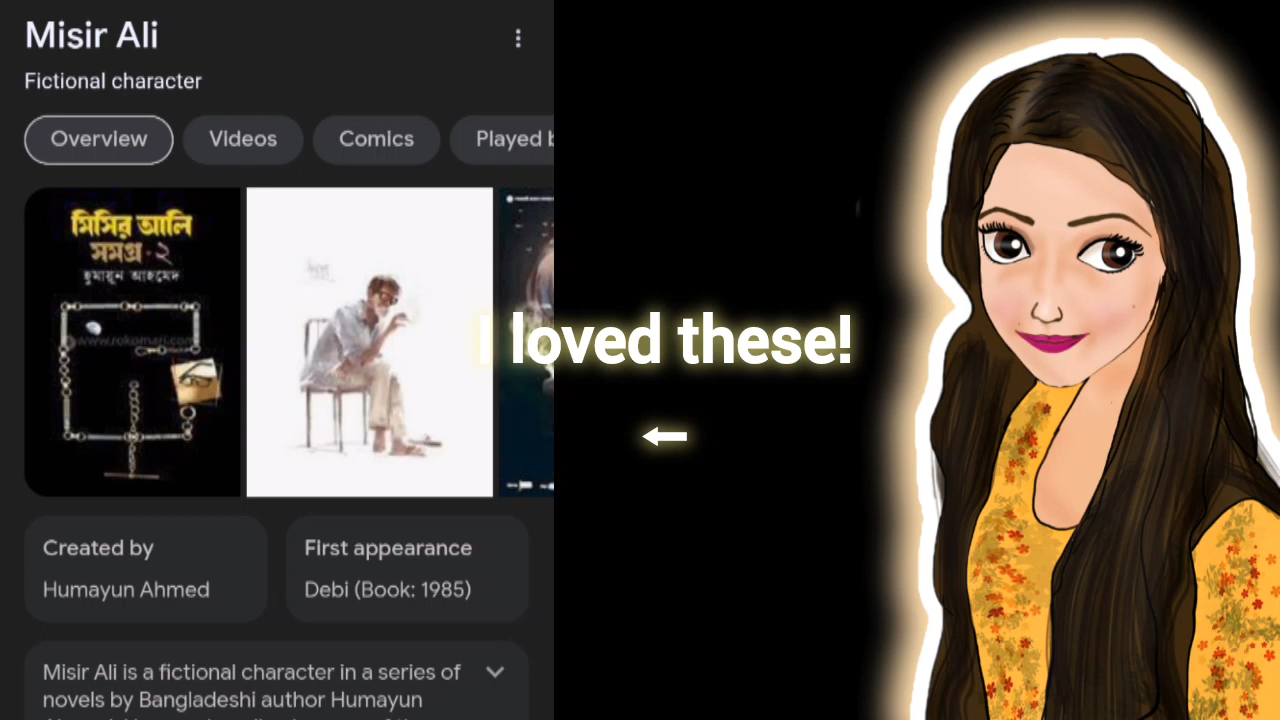 Misir Ali
Fictional character
Overview
Videos
Comics
Played b
মিসির আলি
সমগ্র-২
হুমায়ূন আহমেদ
www.rokomari.com
I loved these!
Created by
Humayun Ahmed
First appearance
Debi (Book: 1985)
Misir Ali is a fictional character in a series of
novels by Bangladeshi author Humayun